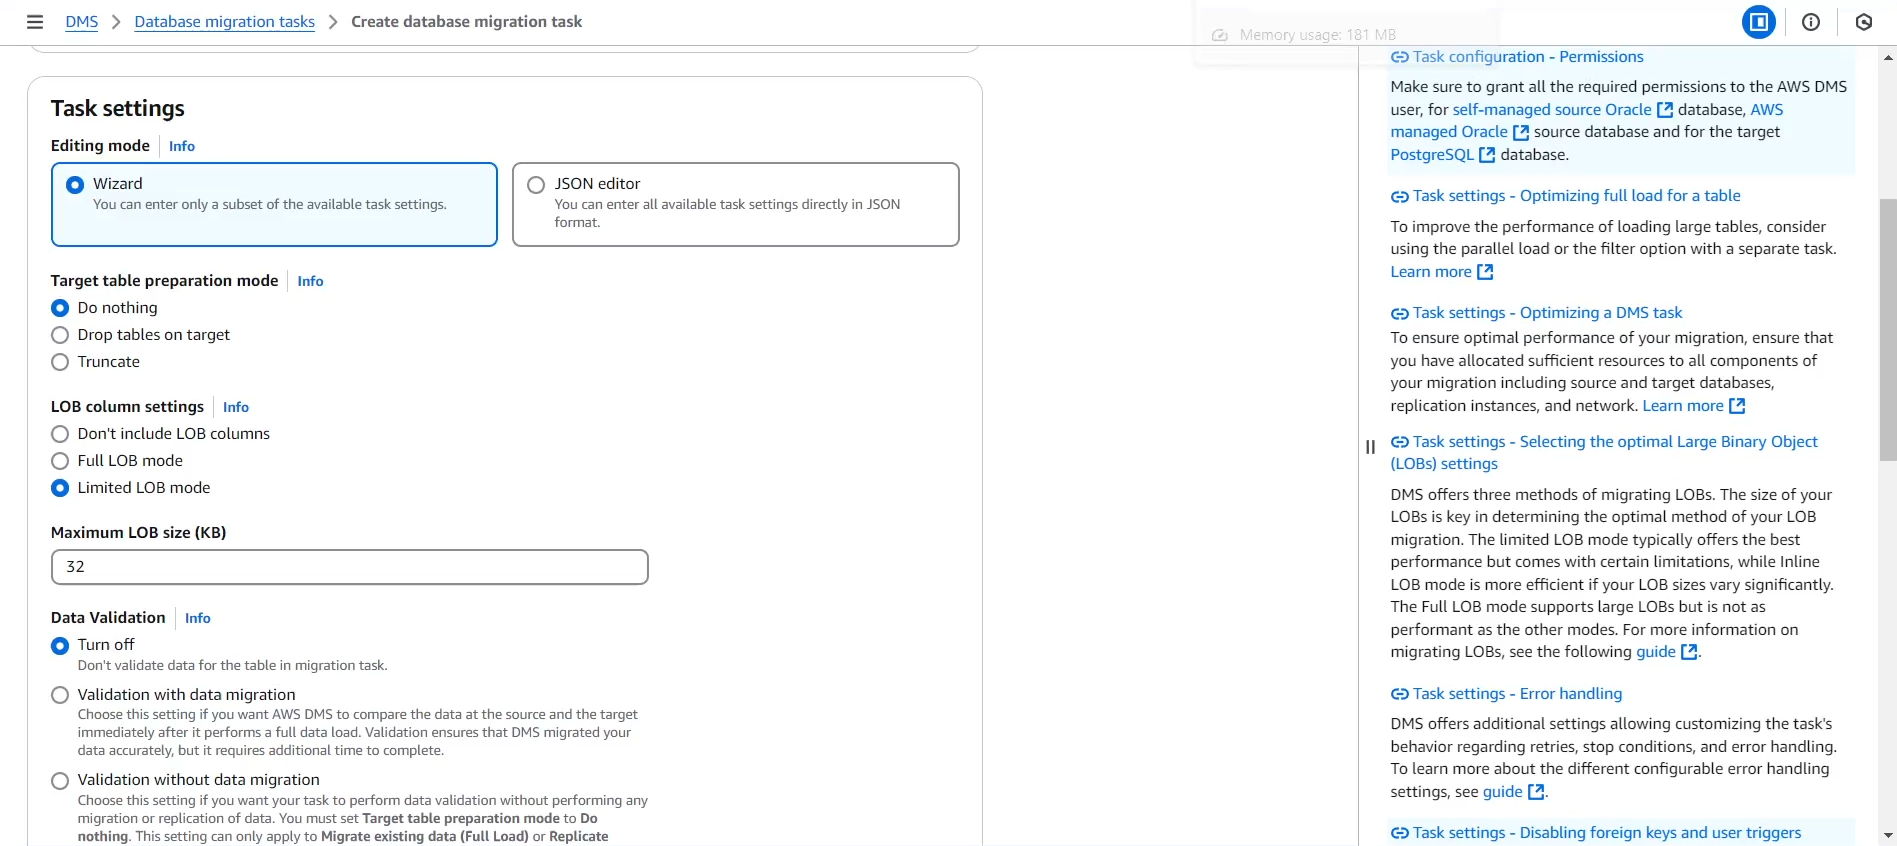 DMS > Database migration tasks > Create database migration task
Memory usage: 181 MB
Task settings
Editing mode | Info
Wizard
You can enter only a subset of the available task settings.
JSON editor
You can enter all available task settings directly in JSON
format.
Target table preparation mode | Info
Do nothing
Drop tables on target
Truncate
LOB column settings | Info
Don't include LOB columns
Full LOB mode
Limited LOB mode
Maximum LOB size (KB)
32
Data Validation | Info
Turn off
Don't validate data for the table in migration task.
Validation with data migration
Choose this setting if you want AWS DMS to compare the data at the source and the target
immediately after it performs a full data load. Validation ensures that DMS migrated your
data accurately, but it requires additional time to complete.
Validation without data migration
Choose this setting if you want your task to perform data validation without performing any
migration or replication of data. You must set Target table preparation mode to Do
nothing. This setting can only apply to Migrate existing data (Full Load) or Replicate
Task configuration - Permissions
Make sure to grant all the required permissions to the AWS DMS
user, for self-managed source Oracle database, AWS
managed Oracle source database and for the target
PostgreSQL database.
Task settings - Optimizing full load for a table
To improve the performance of loading large tables, consider
using the parallel load or the filter option with a separate task.
Learn more
Task settings - Optimizing a DMS task
To ensure optimal performance of your migration, ensure that
you have allocated sufficient resources to all components of
your migration including source and target databases,
replication instances, and network. Learn more
Task settings - Selecting the optimal Large Binary Object
(LOBs) settings
DMS offers three methods of migrating LOBs. The size of your
LOBs is key in determining the optimal method of your LOB
migration. The limited LOB mode typically offers the best
performance but comes with certain limitations, while Inline
LOB mode is more efficient if your LOB sizes vary significantly.
The Full LOB mode supports large LOBs but is not as
performant as the other modes. For more information on
migrating LOBs, see the following guide.
Task settings - Error handling
DMS offers additional settings allowing customizing the task's
behavior regarding retries, stop conditions, and error handling.
To learn more about the different configurable error handling
settings, see guide.
Task settings - Disabling foreign keys and user triggers